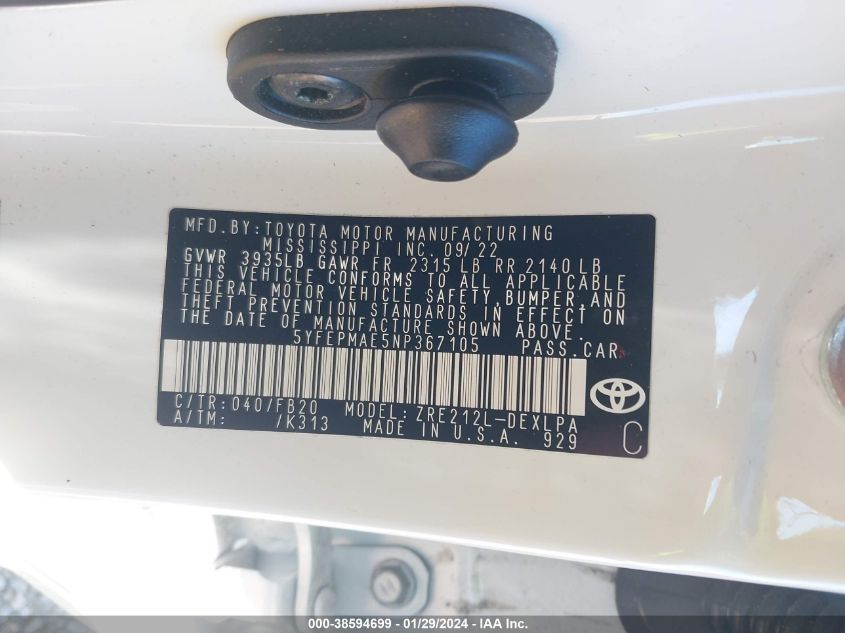 MFD. BY: TOYOTA MOTOR MANUFACTURING
MISSISSIPPI INC. 09/22
GVWR 3935LB GAWR FR 2315 LB RR 2140 LB
THIS VEHICLE CONFORMS TO ALL APPLICABLE
FEDERAL MOTOR VEHICLE SAFETY, BUMPER, AND
THEFT PREVENTION STANDARDS IN EFFECT ON
THE DATE OF MANUFACTURE SHOWN ABOVE.
5YFEPMAE5NP367105 PASS. CAR
C/TR: 040/FB20 MODEL: ZRE212L-DEXLPA
A/TM: /K313 MADE IN U.S.A. 929
C
000-38594699 - 01/29/2024 - IAAI.com